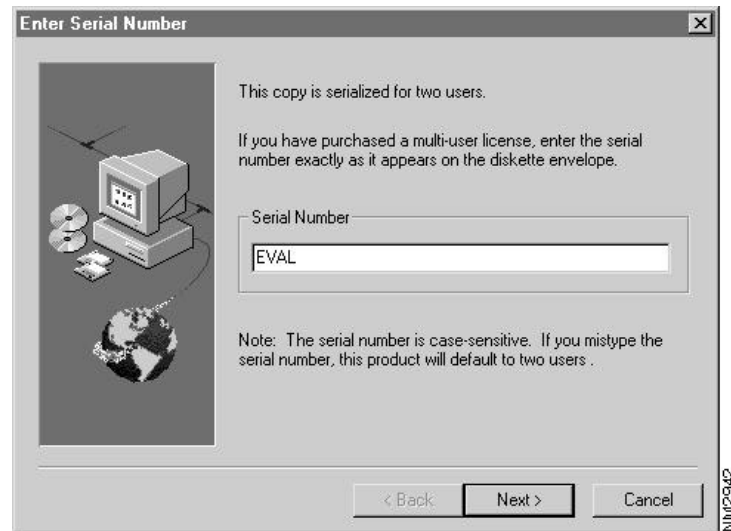 Enter Serial Number
This copy is serialized for two users.
If you have purchased a multi-user license, enter the serial
number exactly as it appears on the diskette envelope.
Serial Number
EVAL
Note: The serial number is case-sensitive. If you mistype the
serial number, this product will default to two users .
< Back
Next >
Cancel